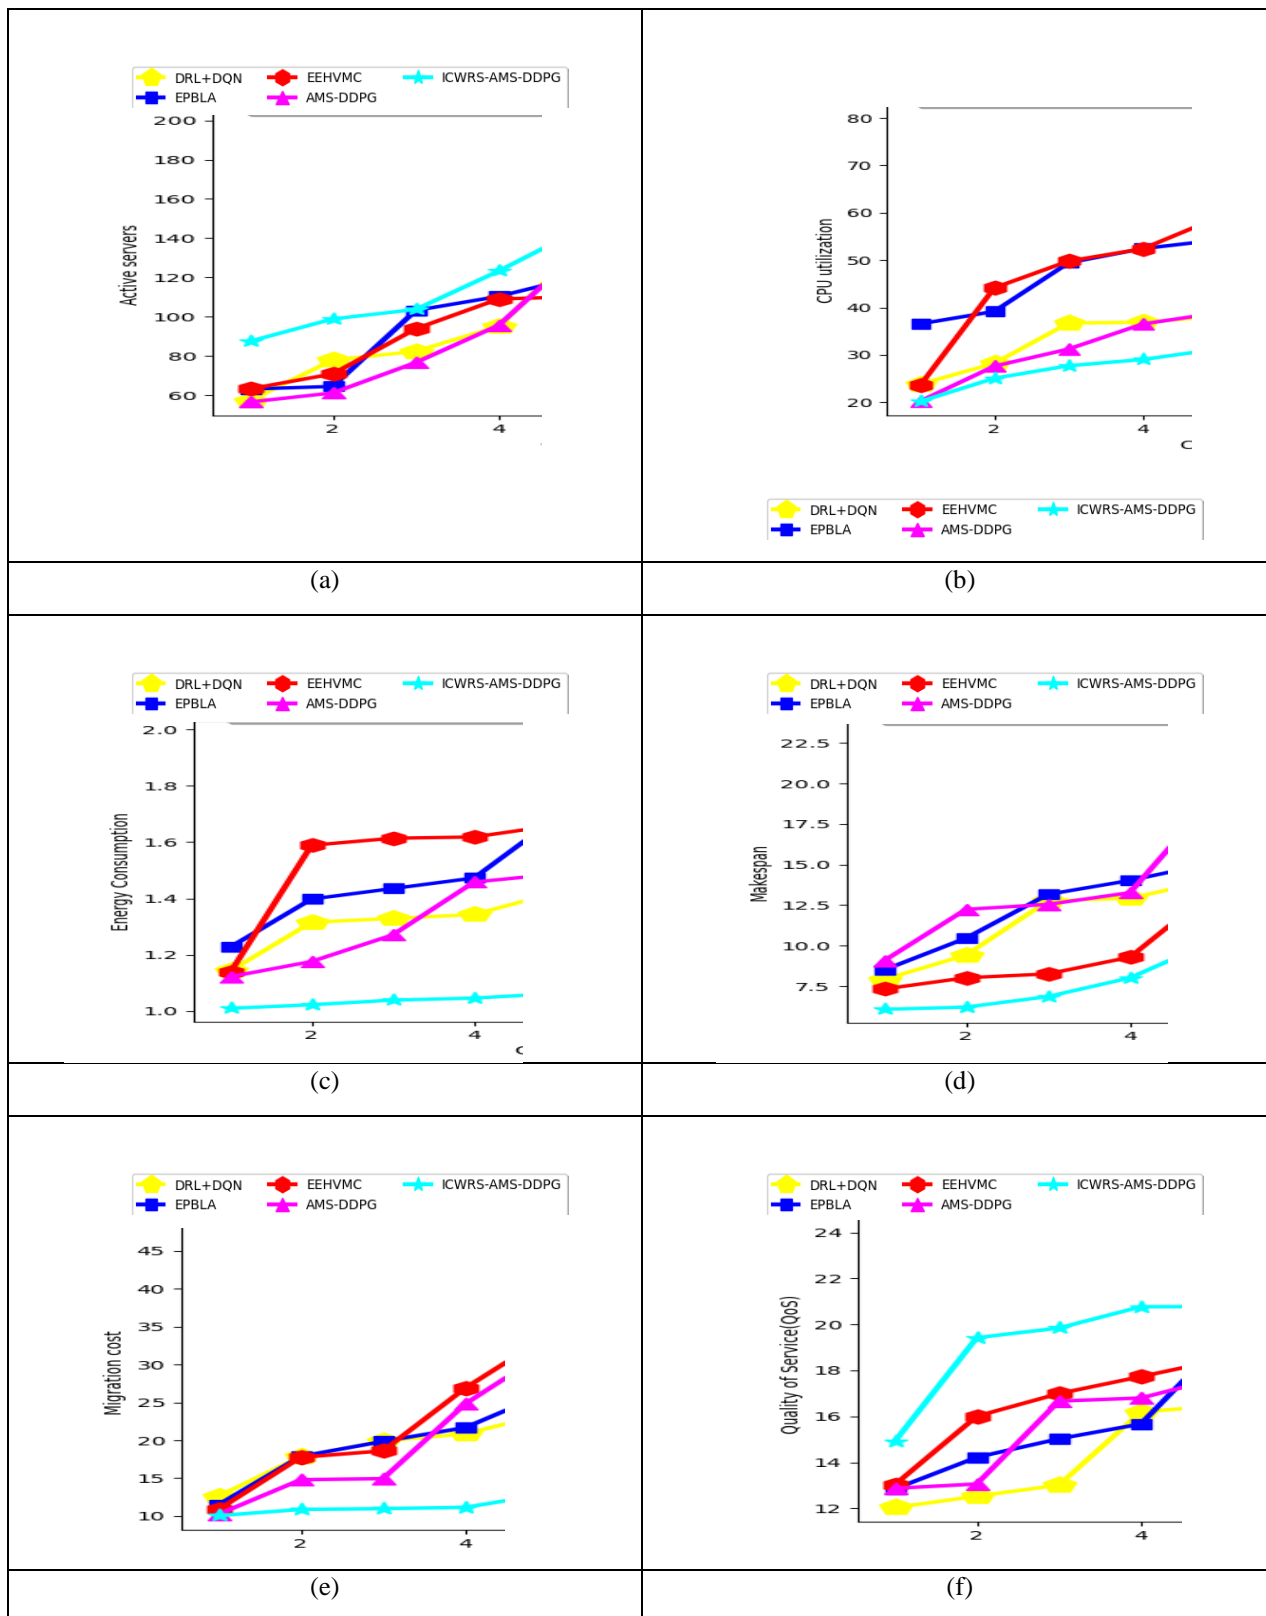 DRL+DQN EEHVMC ICWRS-AMS-DDPG
EPBLA AMS-DDPG
200
180
160
140
120
100
80
60
Active servers
2 4
80
70
60
50
40
30
20
CPU utilization
2 4
C
DRL+DQN EEHVMC ICWRS-AMS-DDPG
EPBLA AMS-DDPG
(a) (b)
DRL+DQN EEHVMC ICWRS-AMS-DDPG
EPBLA AMS-DDPG
2.0
1.8
1.6
1.4
1.2
1.0
Energy Consumption
2 4
DRL+DQN EEHVMC ICWRS-AMS-DDPG
EPBLA AMS-DDPG
22.5
20.0
17.5
15.0
12.5
10.0
7.5
Makespan
2 4
(c) (d)
DRL+DQN EEHVMC ICWRS-AMS-DDPG
EPBLA AMS-DDPG
45
40
35
30
25
20
15
10
Migration cost
2 4
DRL+DQN EEHVMC ICWRS-AMS-DDPG
EPBLA AMS-DDPG
24
22
20
18
16
14
12
Quality of Service(QoS)
2 4
(e) (f)